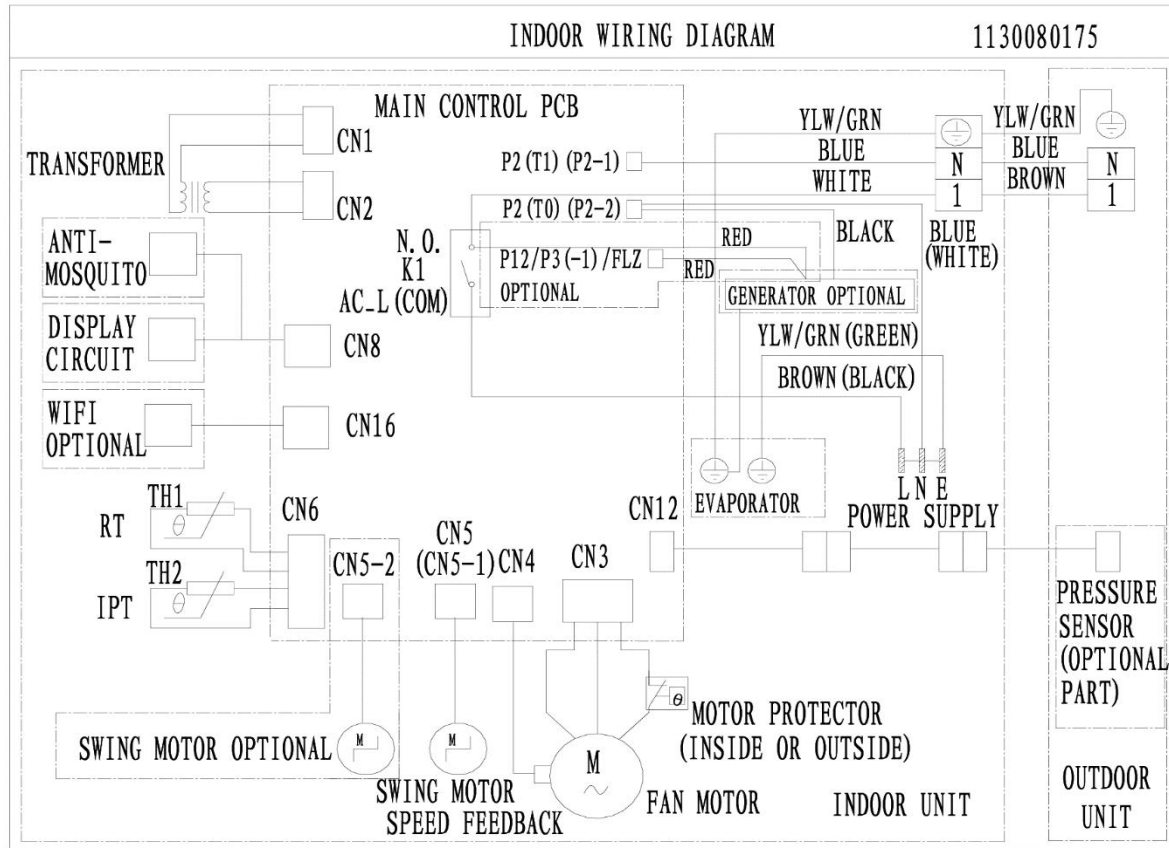 INDOOR WIRING DIAGRAM
1130080175
MAIN CONTROL PCB
TRANSFORMER
CN1
CN2
P2(T1)(P2-1)
P2(T0)(P2-2)
YLW/GRN
BLUE
WHITE
N
1
YLW/GRN
BLUE
BROWN
N
1
ANTI-
MOSQUITO
N.O.
K1
AC_L(COM)
P12/P3(-1)/FLZ
OPTIONAL
RED
RED
BLACK
BLUE
(WHITE)
GENERATOR OPTIONAL
DISPLAY
CIRCUIT
CN8
YLW/GRN(GREEN)
BROWN(BLACK)
WIFI
OPTIONAL
CN16
EVAPORATOR
L N E
POWER SUPPLY
TH1
RT
θ
TH2
IPT
θ
CN6
CN5-2
CN5
(CN5-1)
CN4
CN3
CN12
PRESSURE
SENSOR
(OPTIONAL
PART)
SWING MOTOR OPTIONAL
M
M
SWING MOTOR
SPEED FEEDBACK
M
~
θ
MOTOR PROTECTOR
(INSIDE OR OUTSIDE)
FAN MOTOR
INDOOR UNIT
OUTDOOR
UNIT